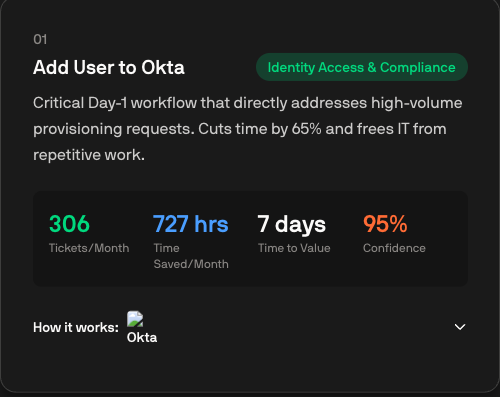 01
Add User to Okta
Identity Access & Compliance
Critical Day-1 workflow that directly addresses high-volume
provisioning requests. Cuts time by 65% and frees IT from
repetitive work.
306
Tickets/Month
727 hrs
Time
Saved/Month
7 days
Time to Value
95%
Confidence
How it works:
Okta